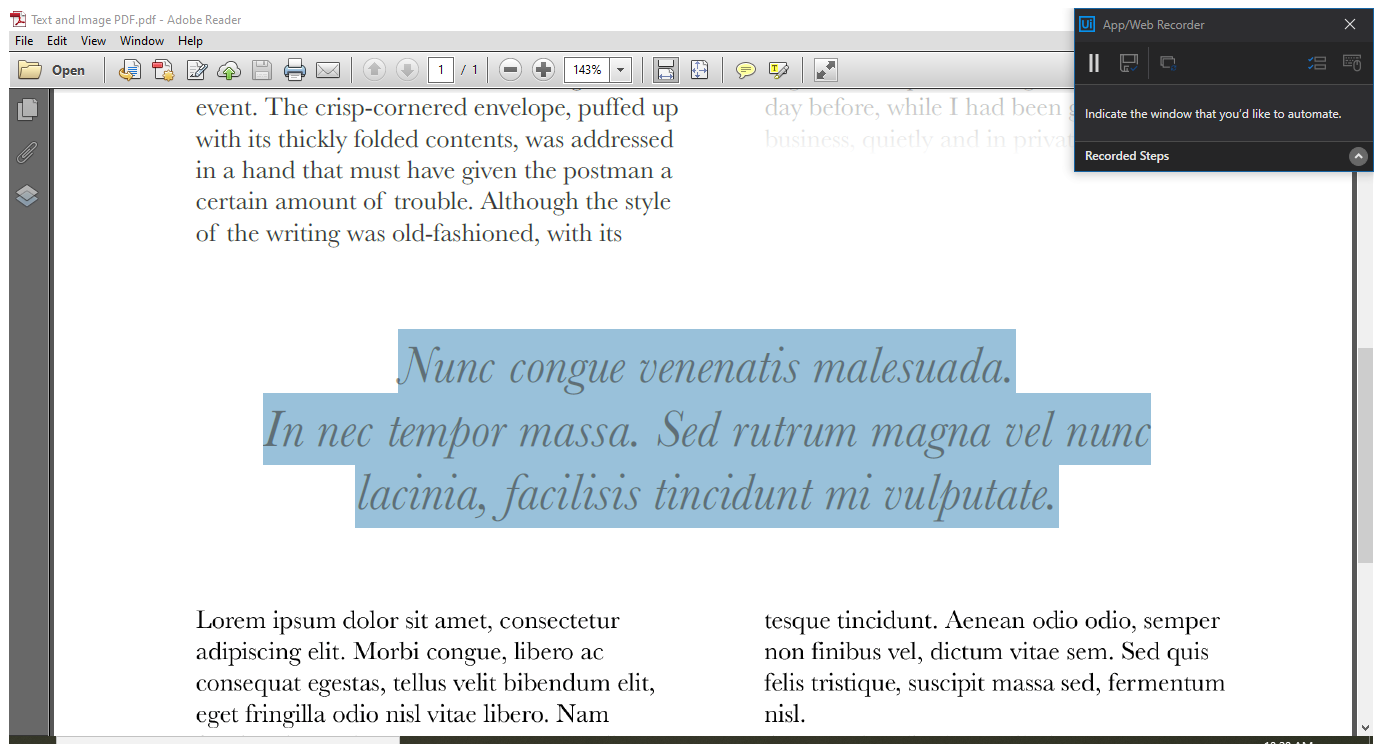 Text and Image PDF.pdf - Adobe Reader
File Edit View Window Help
Open 1 / 1 143%
event. The crisp-cornered envelope, puffed up
with its thickly folded contents, was addressed
in a hand that must have given the postman a
certain amount of trouble. Although the style
of the writing was old-fashioned, with its
day before, while I had been
business, quietly and in
Nunc congue venenatis malesuada.
In nec tempor massa. Sed rutrum magna vel nunc
lacinia, facilisis tincidunt mi vulputate.
Lorem ipsum dolor sit amet, consectetur
adipiscing elit. Morbi congue, libero ac
consequat egestas, tellus velit bibendum elit,
eget fringilla odio nisl vitae libero. Nam
tesque tincidunt. Aenean odio odio, semper
non finibus vel, dictum vitae sem. Sed quis
felis tristique, suscipit massa sed, fermentum
nisl.
Ui App/Web Recorder
Indicate the window that you'd like to automate.
Recorded Steps